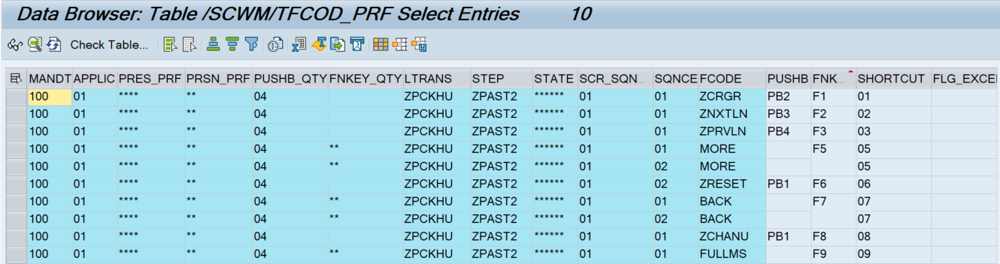 Data Browser: Table /SCWM/TFCOD_PRF Select Entries 10
Check Table...
MANDT APPLIC PRES_PRF PRSN_PRF PUSHB_QTY FNKEY_QTY LTRANS STEP STATE SCR_SQN... SQNCE FCODE PUSHB FNK... SHORTCUT FLG_EXCE
100 01 **** ** 04 ZPCKHU ZPAST2 ****** 01 01 ZCRGR PB2 F1 01
100 01 **** ** 04 ZPCKHU ZPAST2 ****** 01 01 ZNXTLN PB3 F2 02
100 01 **** ** 04 ZPCKHU ZPAST2 ****** 01 01 ZPRVLN PB4 F3 03
100 01 **** ** 04 ** ZPCKHU ZPAST2 ****** 01 01 MORE F5 05
100 01 **** ** 04 ** ZPCKHU ZPAST2 ****** 01 02 MORE 05
100 01 **** ** 04 ZPCKHU ZPAST2 ****** 01 02 ZRESET PB1 F6 06
100 01 **** ** 04 ** ZPCKHU ZPAST2 ****** 01 01 BACK F7 07
100 01 **** ** 04 ** ZPCKHU ZPAST2 ****** 01 02 BACK 07
100 01 **** ** 04 ZPCKHU ZPAST2 ****** 01 01 ZCHANU PB1 F8 08
100 01 **** ** 04 ** ZPCKHU ZPAST2 ****** 01 01 FULLMS F9 09